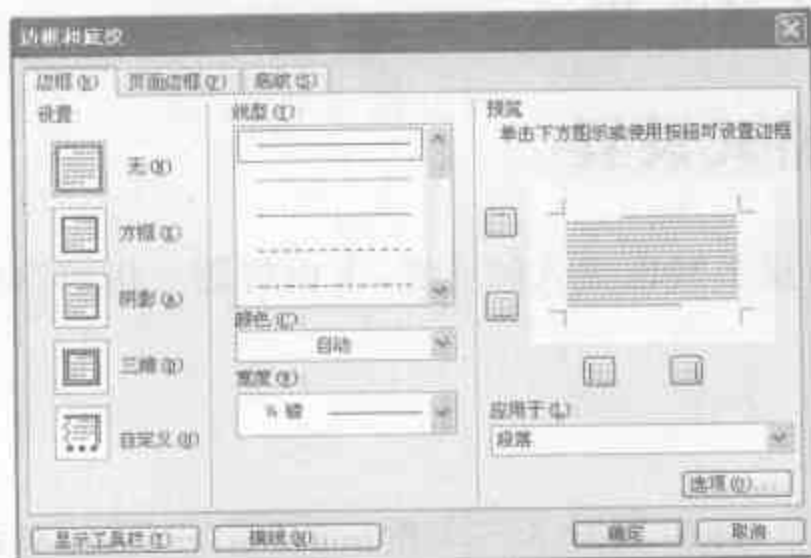 边框和底纹
边框(B) 页面边框(P) 底纹(S)
设置:
无(N)
方框(X)
阴影(A)
三维(D)
自定义(U)
线型(Y):
颜色(C):
自动
宽度(W):
½ 磅
预览
单击下方图示或使用按钮可设置边框
应用于(L):
段落
选项(O)...
显示工具栏(T)
横线(H)...
确定
取消